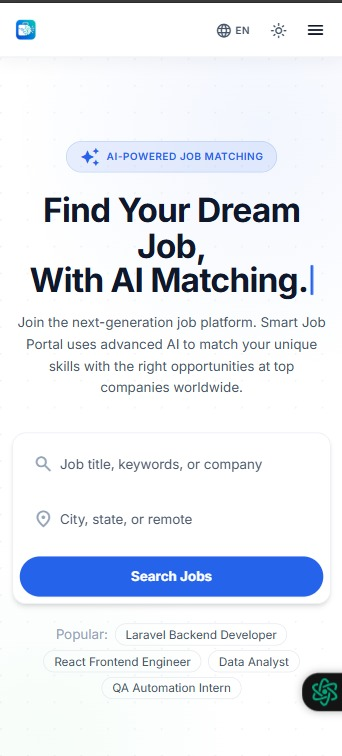 EN
AI-POWERED JOB MATCHING
Find Your Dream
Job,
With AI Matching.
Join the next-generation job platform. Smart Job
Portal uses advanced AI to match your unique
skills with the right opportunities at top
companies worldwide.
Job title, keywords, or company
City, state, or remote
Search Jobs
Popular: Laravel Backend Developer
React Frontend Engineer Data Analyst
QA Automation Intern